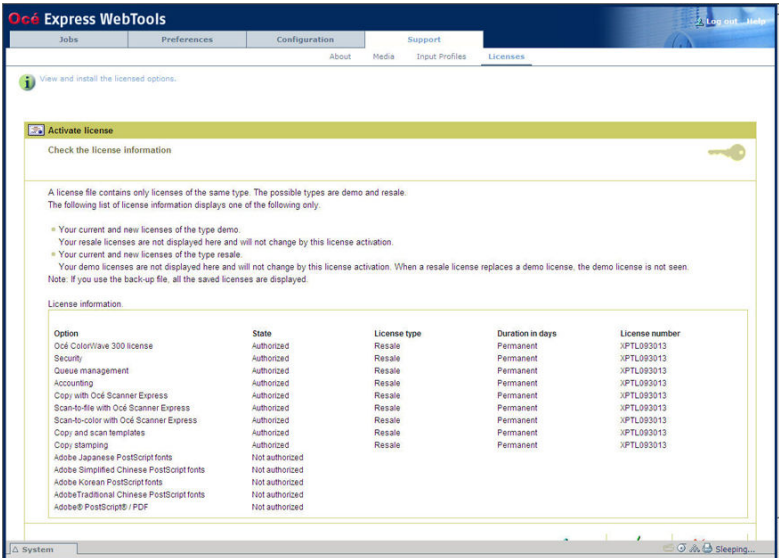 Océ Express WebTools
Log out Help
Jobs Preferences Configuration Support
About Media Input Profiles Licenses
View and install the licensed options.
Activate license
Check the license information
A license file contains only licenses of the same type. The possible types are demo and resale.
The following list of license information displays one of the following only.
Your current and new licenses of the type demo.
Your resale licenses are not displayed here and will not change by this license activation.
Your current and new licenses of the type resale.
Your demo licenses are not displayed here and will not change by this license activation. When a resale license replaces a demo license, the demo license is not seen.
Note: If you use the back-up file, all the saved licenses are displayed.
License information.
Option State License type Duration in days License number
Océ ColorWave 300 license Authorized Resale Permanent XPTL093013
Security Authorized Resale Permanent XPTL093013
Queue management Authorized Resale Permanent XPTL093013
Accounting Authorized Resale Permanent XPTL093013
Copy with Océ Scanner Express Authorized Resale Permanent XPTL093013
Scan-to-file with Océ Scanner Express Authorized Resale Permanent XPTL093013
Scan-to-color with Océ Scanner Express Authorized Resale Permanent XPTL093013
Copy and scan templates Authorized Resale Permanent XPTL093013
Copy stamping Authorized Resale Permanent XPTL093013
Adobe Japanese PostScript fonts Not authorized
Adobe Simplified Chinese PostScript fonts Not authorized
Adobe Korean PostScript fonts Not authorized
AdobeTraditional Chinese PostScript fonts Not authorized
Adobe® PostScript® / PDF Not authorized
System Sleeping...